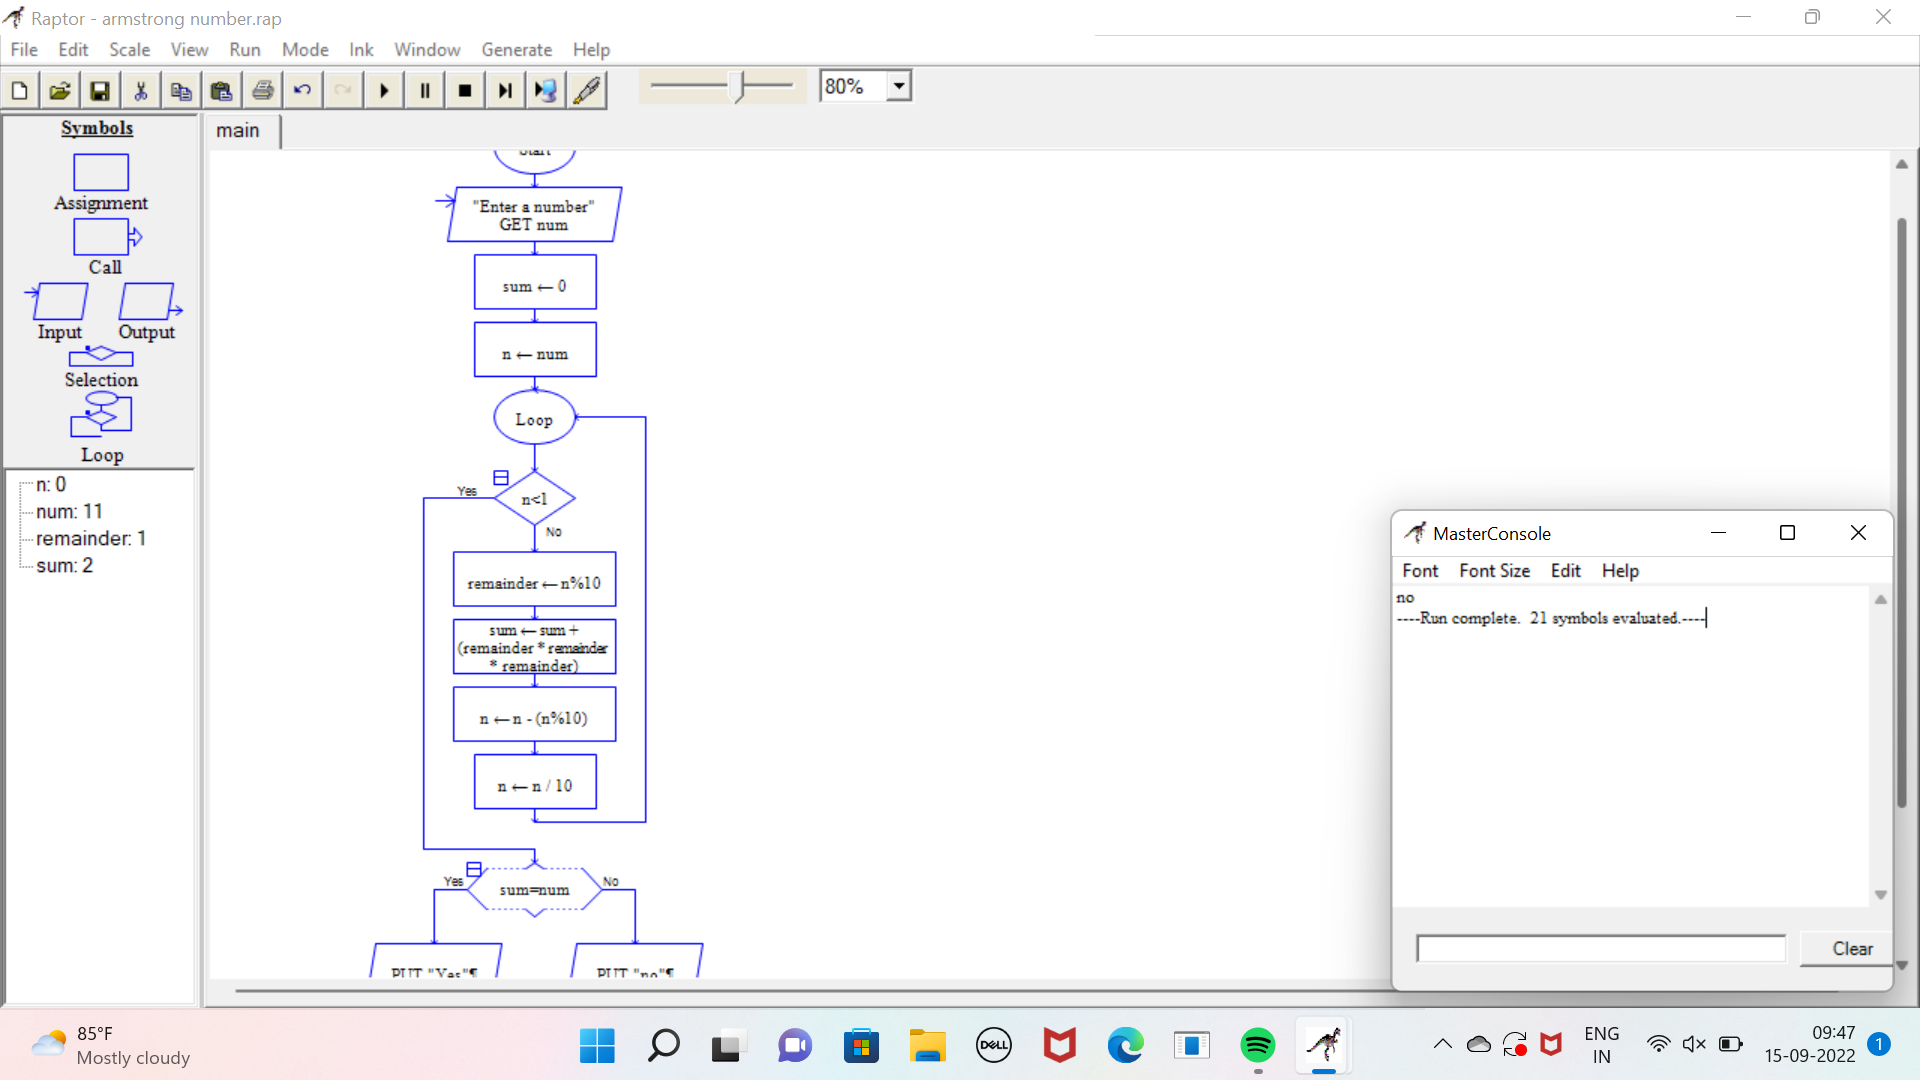 Raptor - armstrong number.rap
File Edit Scale View Run Mode Ink Window Generate Help
80%
Symbols
Assignment
Call
Input Output
Selection
Loop
n: 0
num: 11
remainder: 1
sum: 2
main
Start
"Enter a number"
GET num
sum ← 0
n ← num
Loop
Yes
n<1
No
remainder ← n%10
sum ← sum +
(remainder * remainder
* remainder)
n ← n - (n%10)
n ← n / 10
Yes
sum=num
No
PUT "Yes"¶
PUT "no"¶
MasterConsole
Font Font Size Edit Help
no
----Run complete.  21 symbols evaluated.----
Clear
85°F
Mostly cloudy
DELL
ENG
IN
09:47
15-09-2022
1